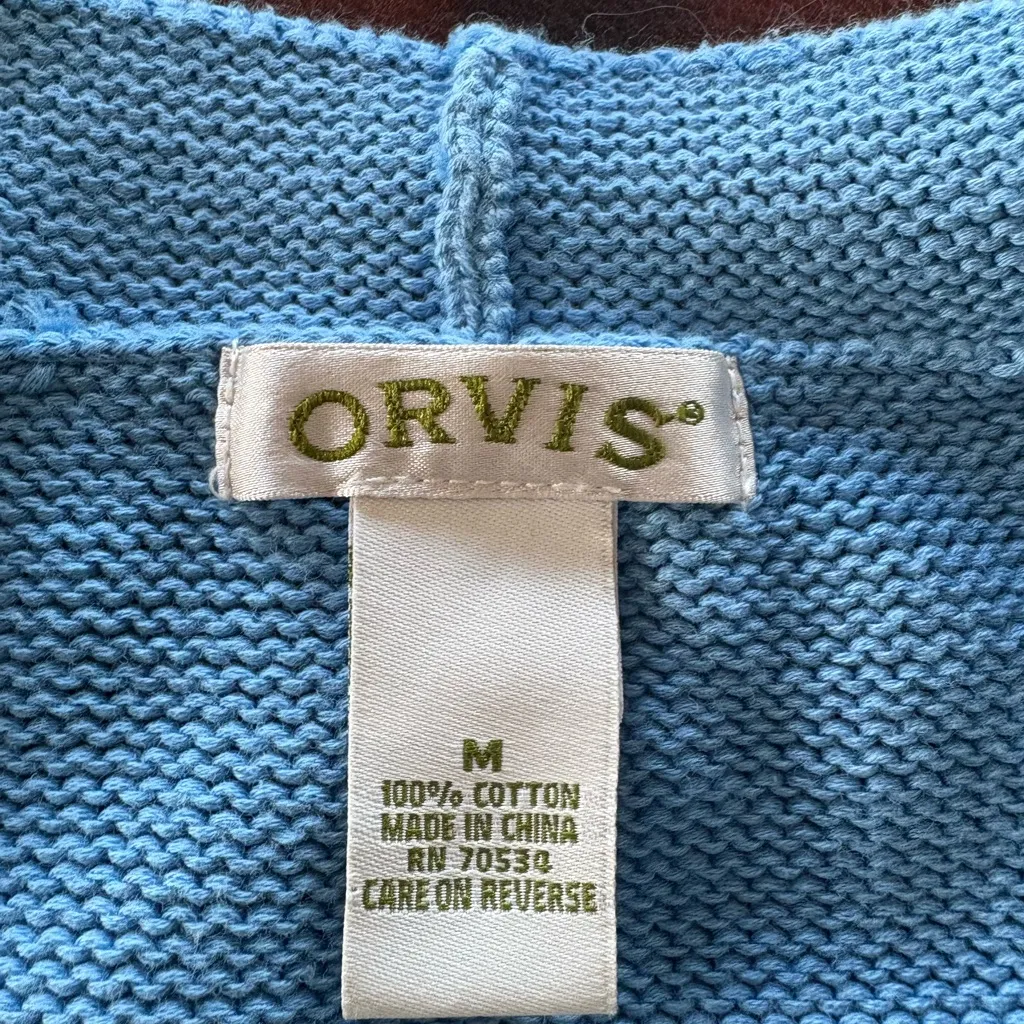 ORVIS®
M
100% COTTON
MADE IN CHINA
RN 70534
CARE ON REVERSE